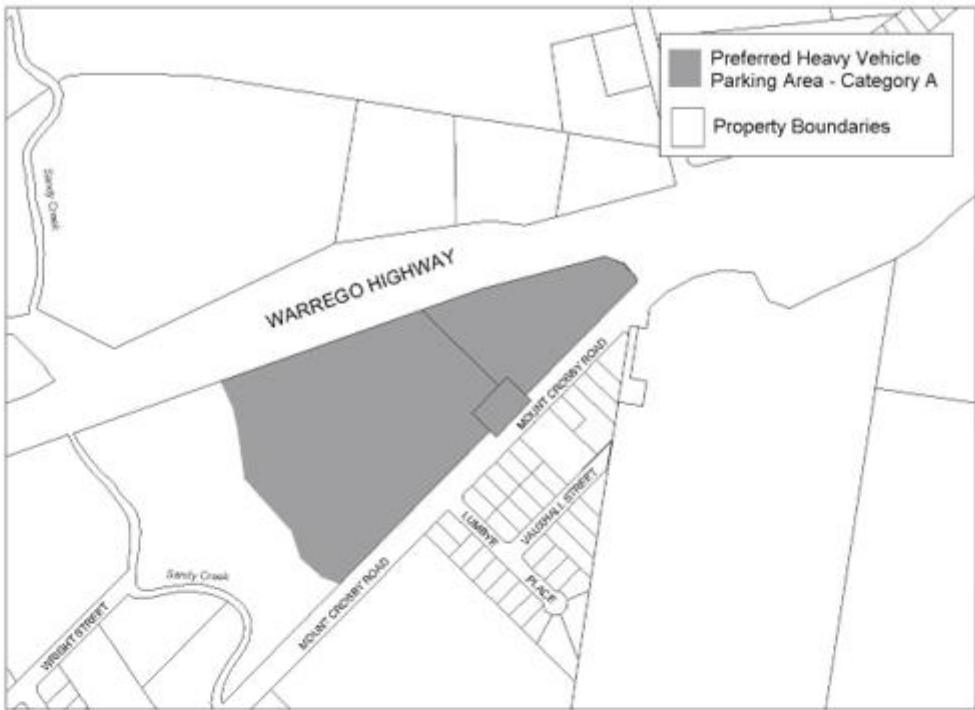 Preferred Heavy Vehicle
Parking Area - Category A
Property Boundaries
Sandy Creek
WARREGO HIGHWAY
MOUNT CROSBY ROAD
VAUXHALL STREET
LUMBYE
PLACE
MOUNT CROSBY ROAD
Sandy Creek
WRIGHT STREET